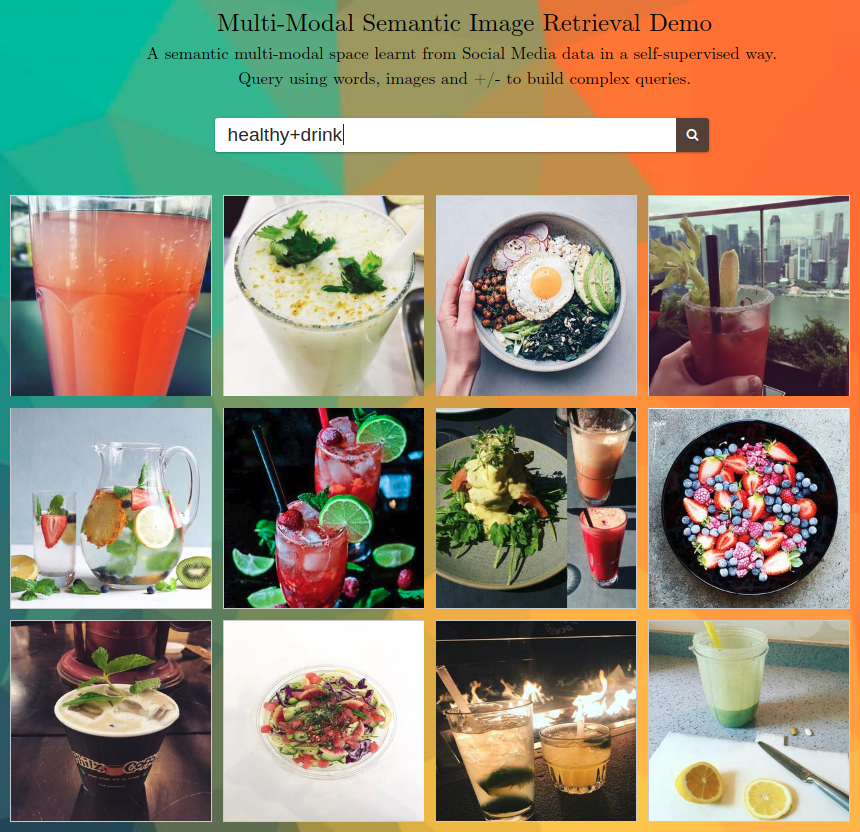 Multi-Modal Semantic Image Retrieval Demo
A semantic multi-modal space learnt from Social Media data in a self-supervised way.
Query using words, images and +/- to build complex queries.
healthy+drink